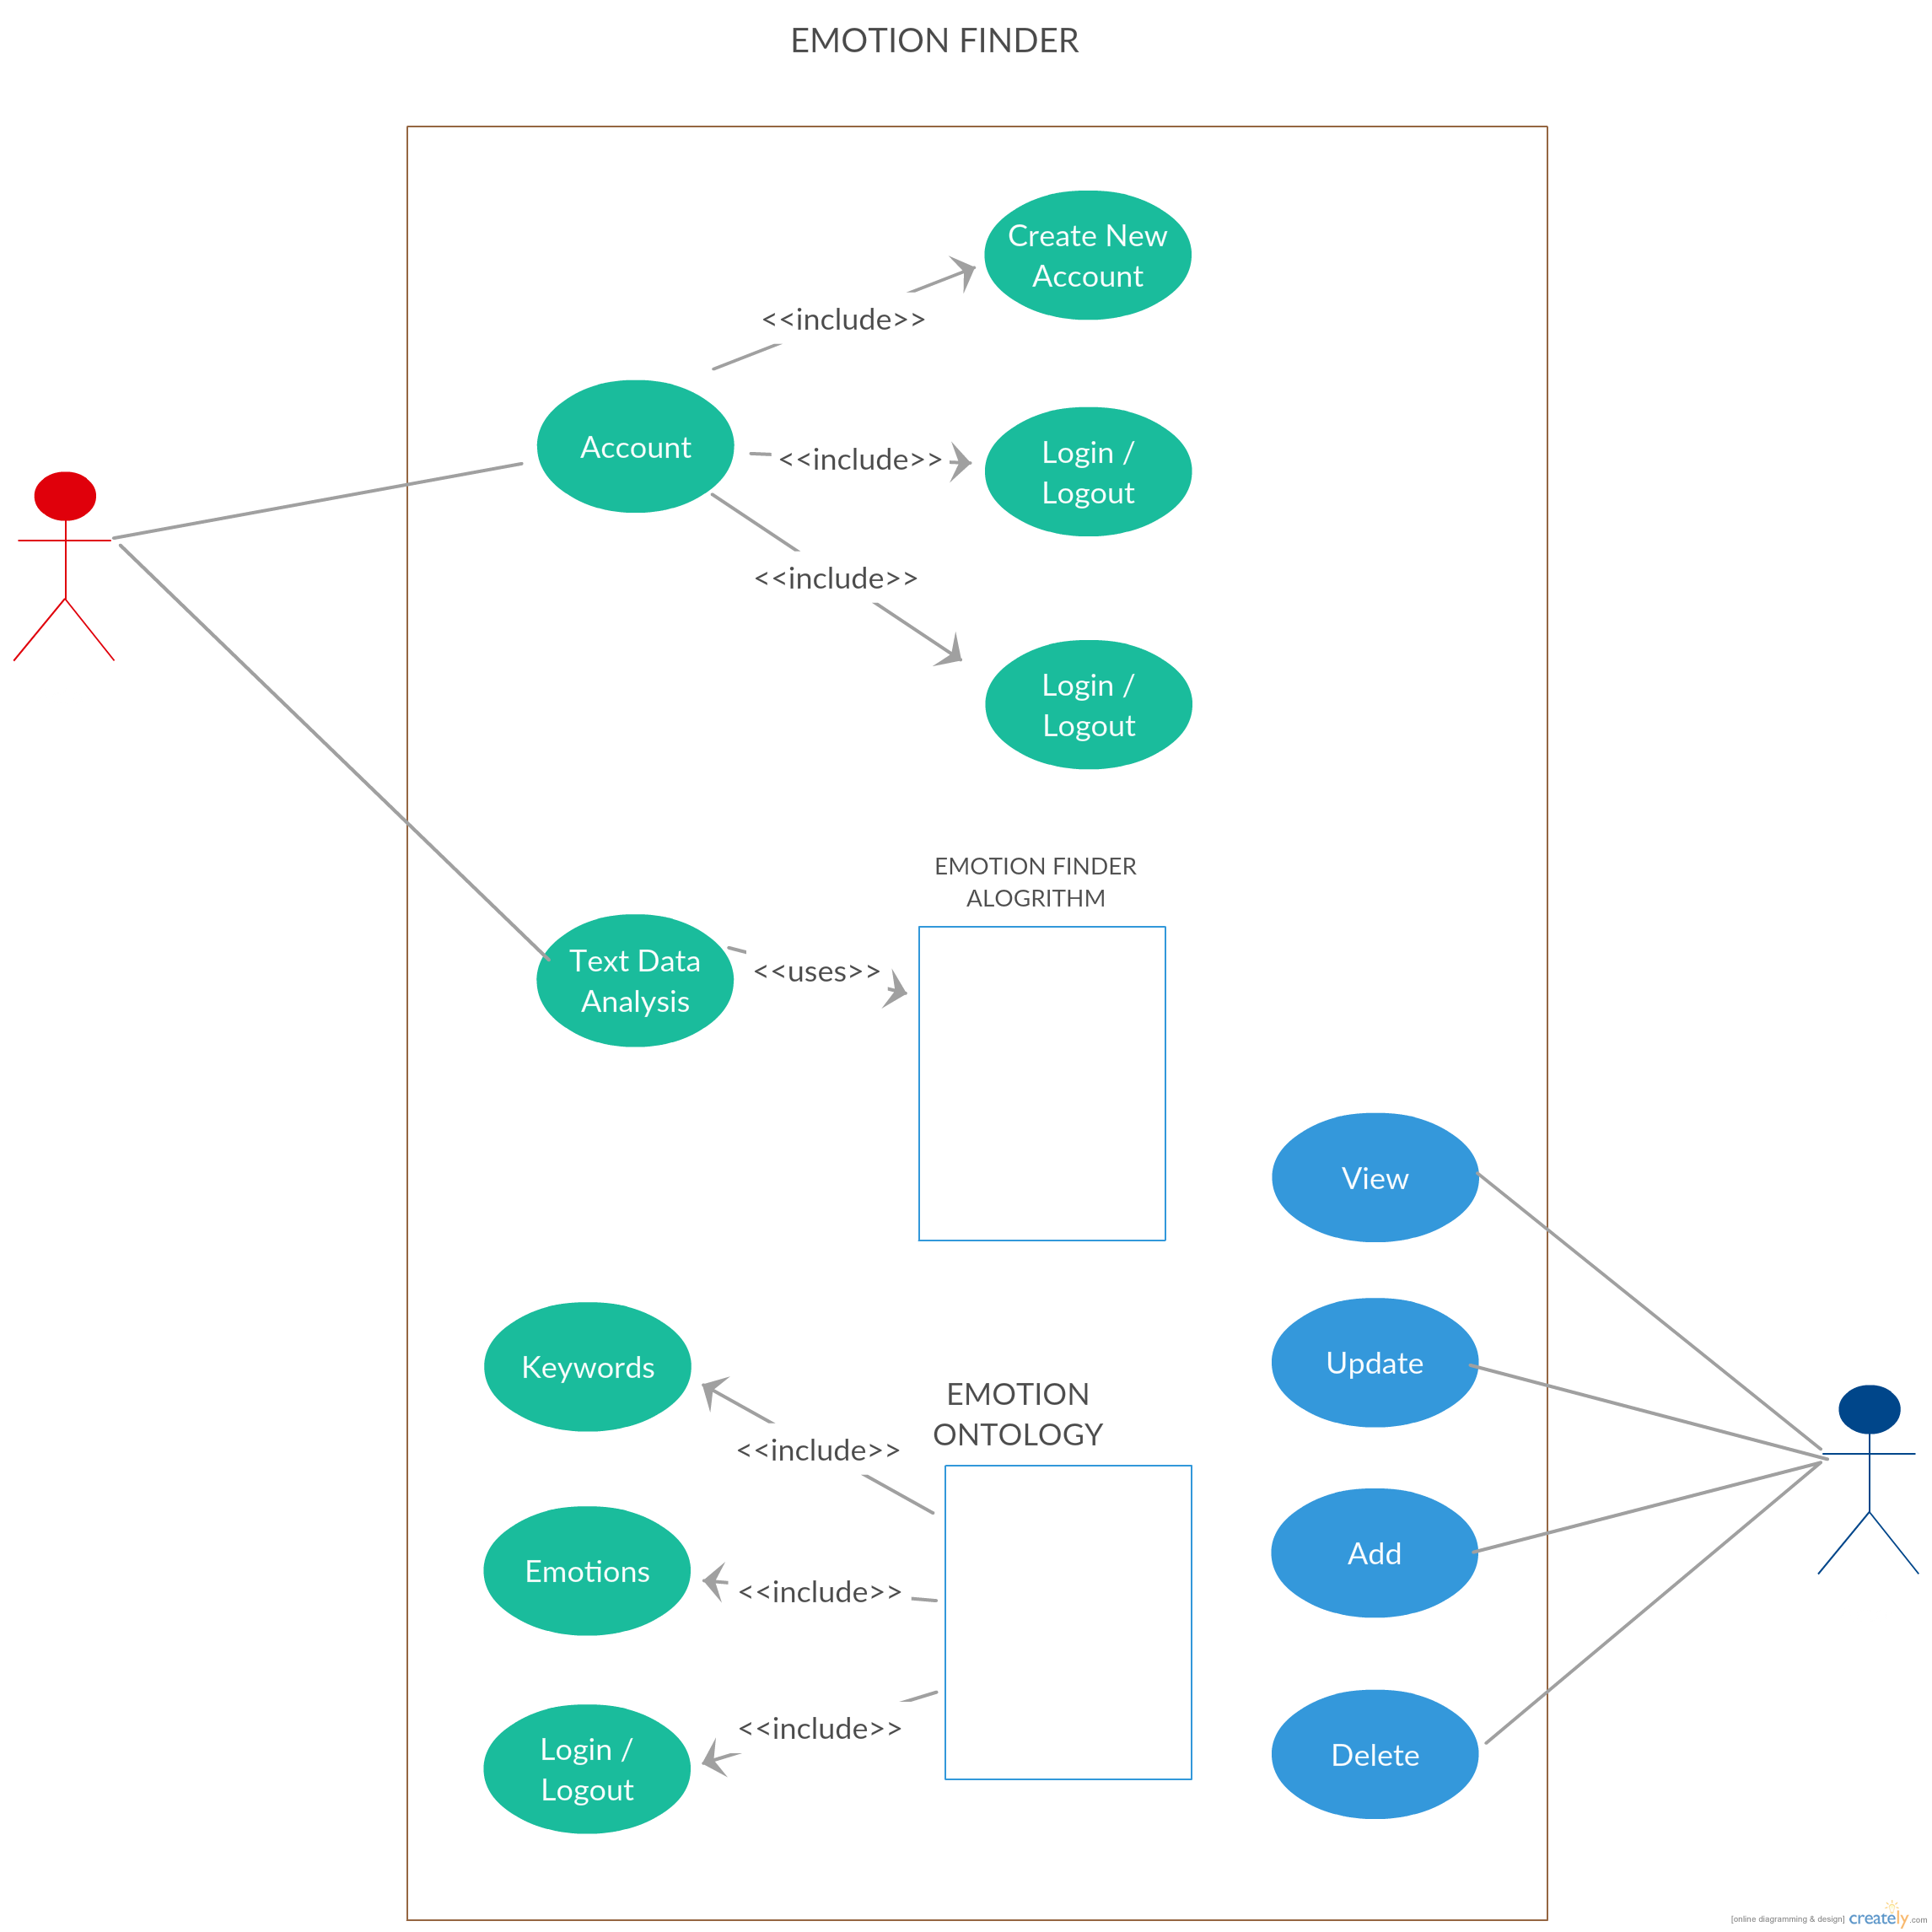 EMOTION FINDER
Create New
Account
<<include>>
Account
<<include>>
Login /
Logout
<<include>>
Login /
Logout
EMOTION FINDER
ALOGRITHM
Text Data
Analysis
<<uses>>
View
Keywords
Update
EMOTION
ONTOLOGY
<<include>>
Emotions
<<include>>
Add
<<include>>
Login /
Logout
Delete
[online diagramming & design] creately.com